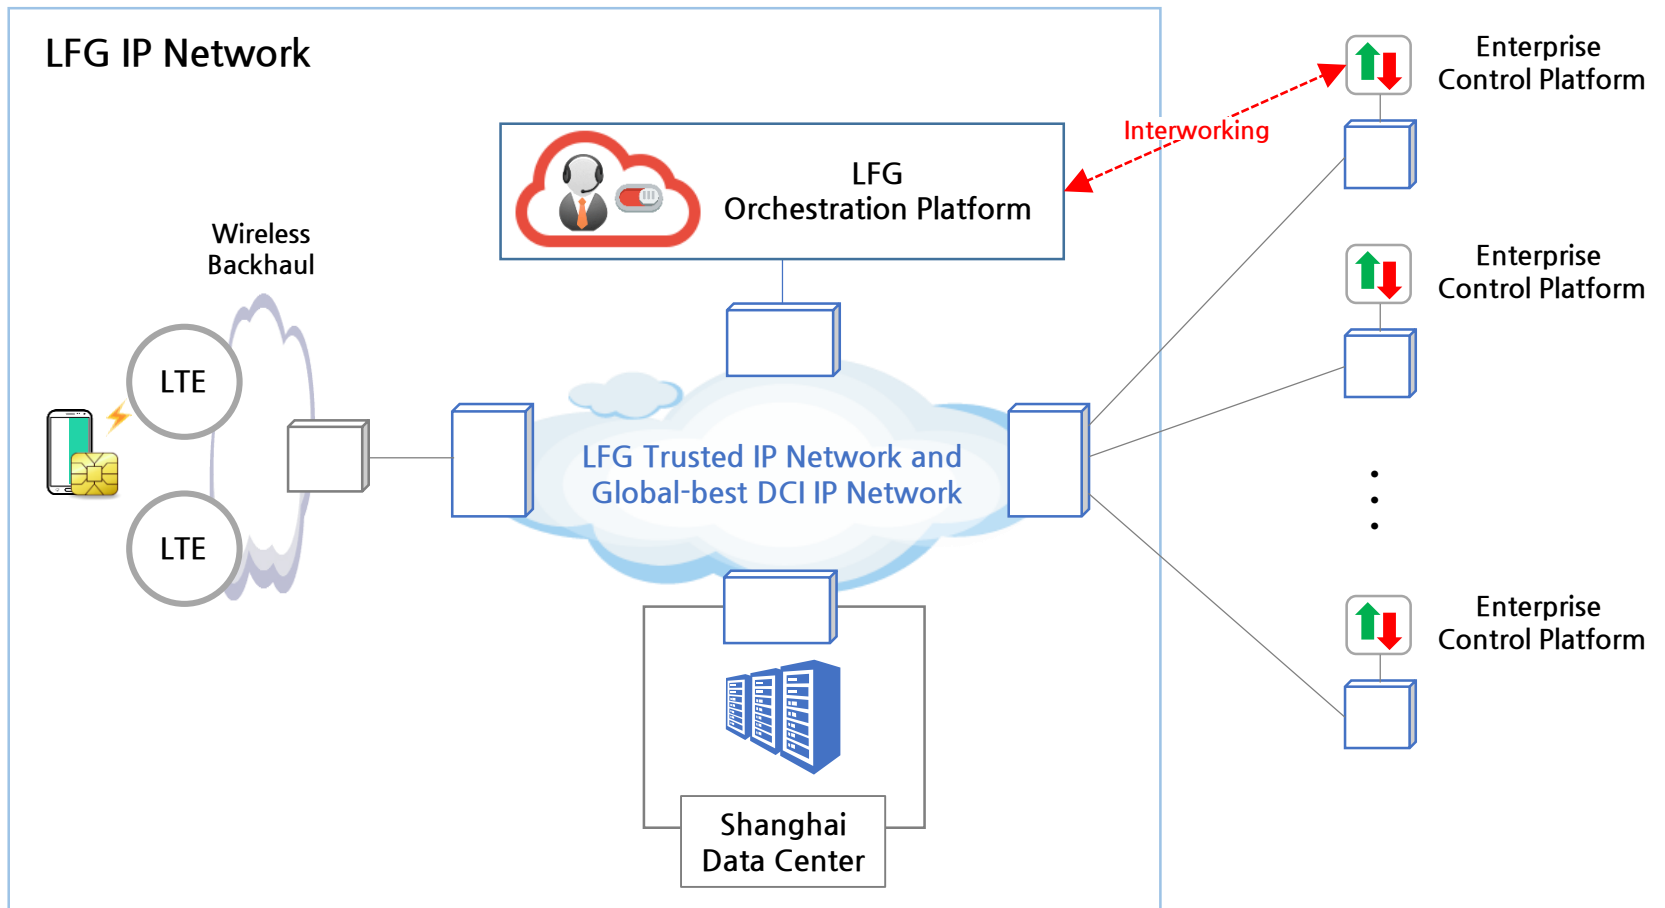 LFG IP Network
Enterprise
Control Platform
Interworking
LFG
Orchestration Platform
Wireless
Backhaul
Enterprise
Control Platform
LTE
LFG Trusted IP Network and
Global-best DCI IP Network
LTE
Enterprise
Control Platform
Shanghai
Data Center